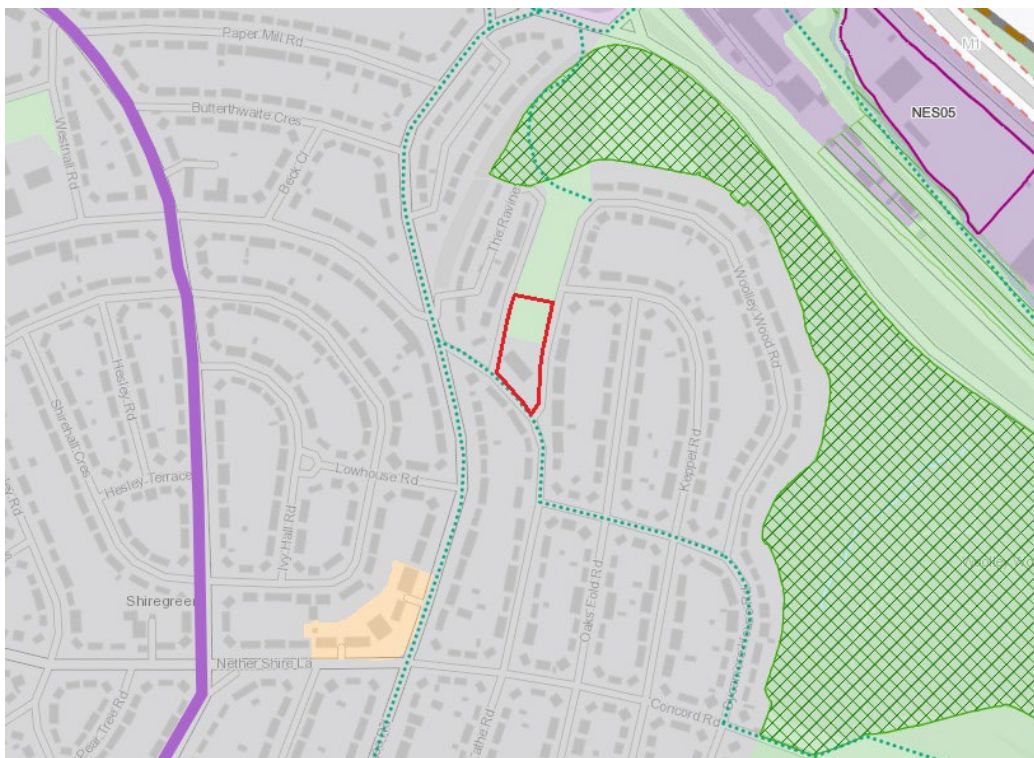 Paper Mill Rd
M1
Butterthwaite Cres
NES05
Westnall Rd
Beck Cl
The Ravine
Woolley Wood Rd
Hesley Rd
Shirehall Cres
Keppel Rd
Lowhouse Rd
Hesley Terrace
Ivy Hall Rd
Oaks Fold Rd
Shiregreen
Nether Shire La
Concord Rd
Pear Tree Rd